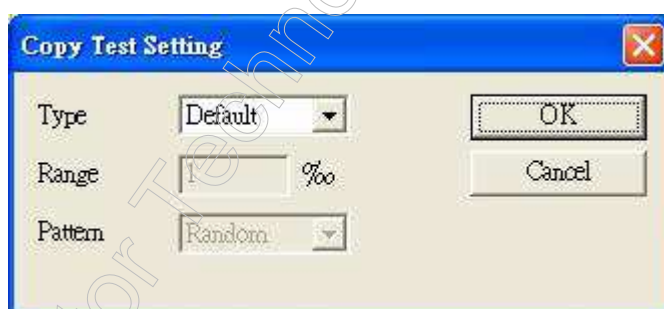 Copy Test Setting
Type Default OK
Range 1 ‰ Cancel
Pattern Random